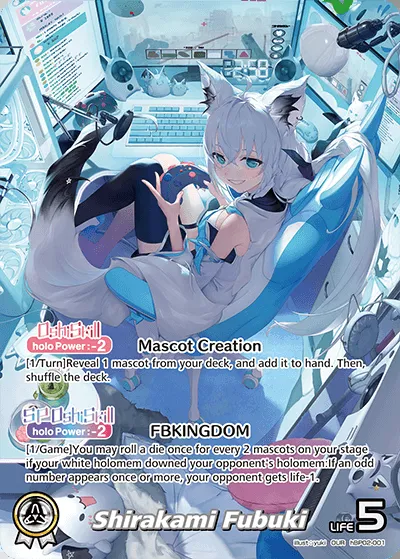 Oshi Skill
holo Power:-2
Mascot Creation
[1/Turn]Reveal 1 mascot from your deck, and add it to hand. Then,
shuffle the deck.
SP Oshi Skill
holo Power:-2
FBKINGDOM
[1/Game]You may roll a die once for every 2 mascots on your stage
if your white holomem downed your opponent's holomem:If an odd
number appears once or more, your opponent gets life-1.
Shirakami Fubuki
LIFE 5
illust:yuki OUR hBP02-001